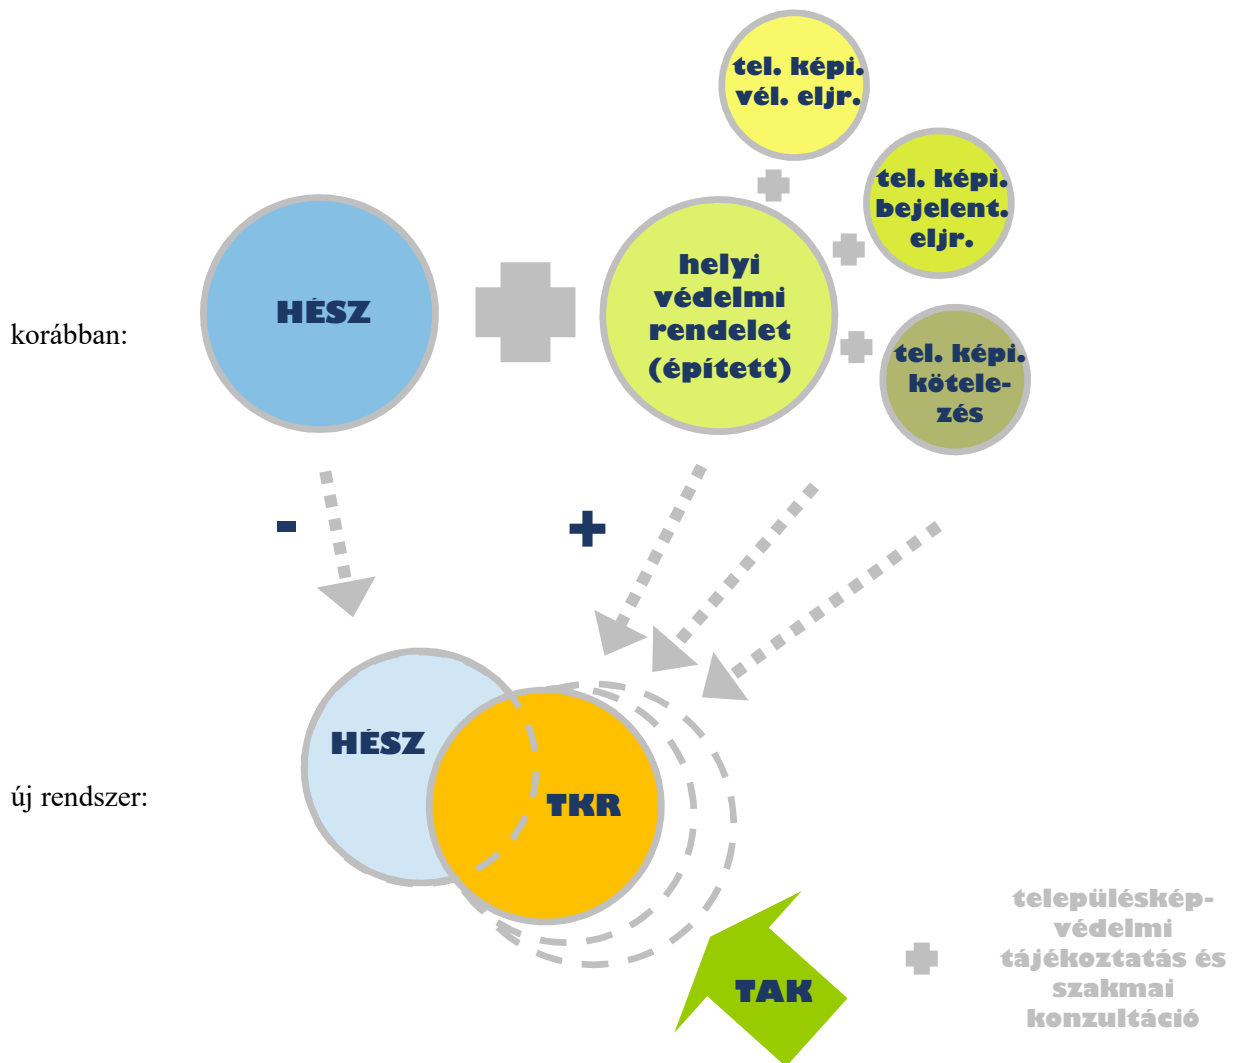 tel. képi.
vél. eljr.
tel. képi.
bejelent.
eljr.
helyi
védelmi
rendelet
(épített)
HÉSZ
korábban:
tel. képi.
kötele-
zés
-
+
HÉSZ
TKR
új rendszer:
TAK
településkép-
védelmi
tájékoztatás és
szakmai
konzultáció